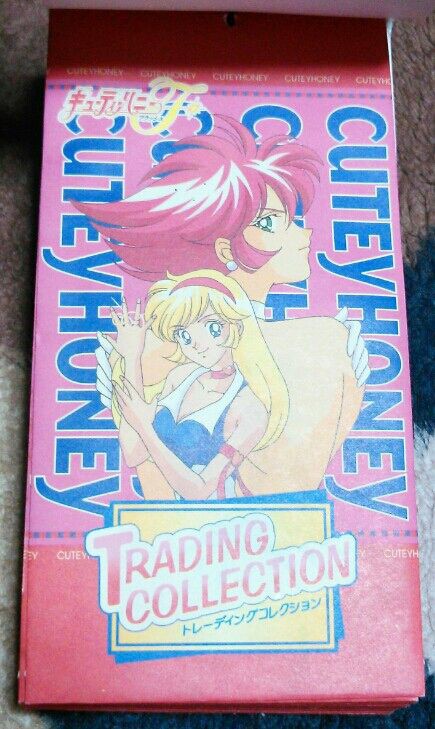 CUTEYHONEY CUTEYHONEY CUTEYHONEY CUTEYHONEY CUTEYHONEY
キューティーハニーF
CUTEYHONEY
CUTEYHONEY
CUTEYHONEY
CUTEYHONEY
CUTEYHONEY
TRADING
COLLECTION
トレーディングコレクション